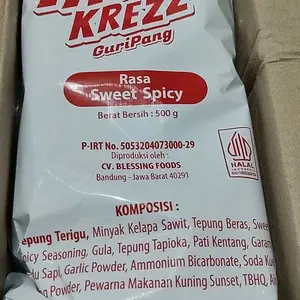 KREZZ
GuriPang
Rasa
Sweet Spicy
Berat Bersih : 500 g
P-IRT No. 5053204073000-29
Diproduksi oleh :
CV. BLESSING FOODS
Bandung - Jawa Barat 40291
HALAL
INDONESIA
KOMPOSISI :
Tepung Terigu, Minyak Kelapa Sawit, Tepung Beras, Sweet
Spicy Seasoning, Gula, Tepung Tapioka, Pati Kentang, Garam
Sapi, Garlic Powder, Ammonium Bicarbonate, Soda Kue
Powder, Pewarna Makanan Kuning Sunset, TBHQ, Air